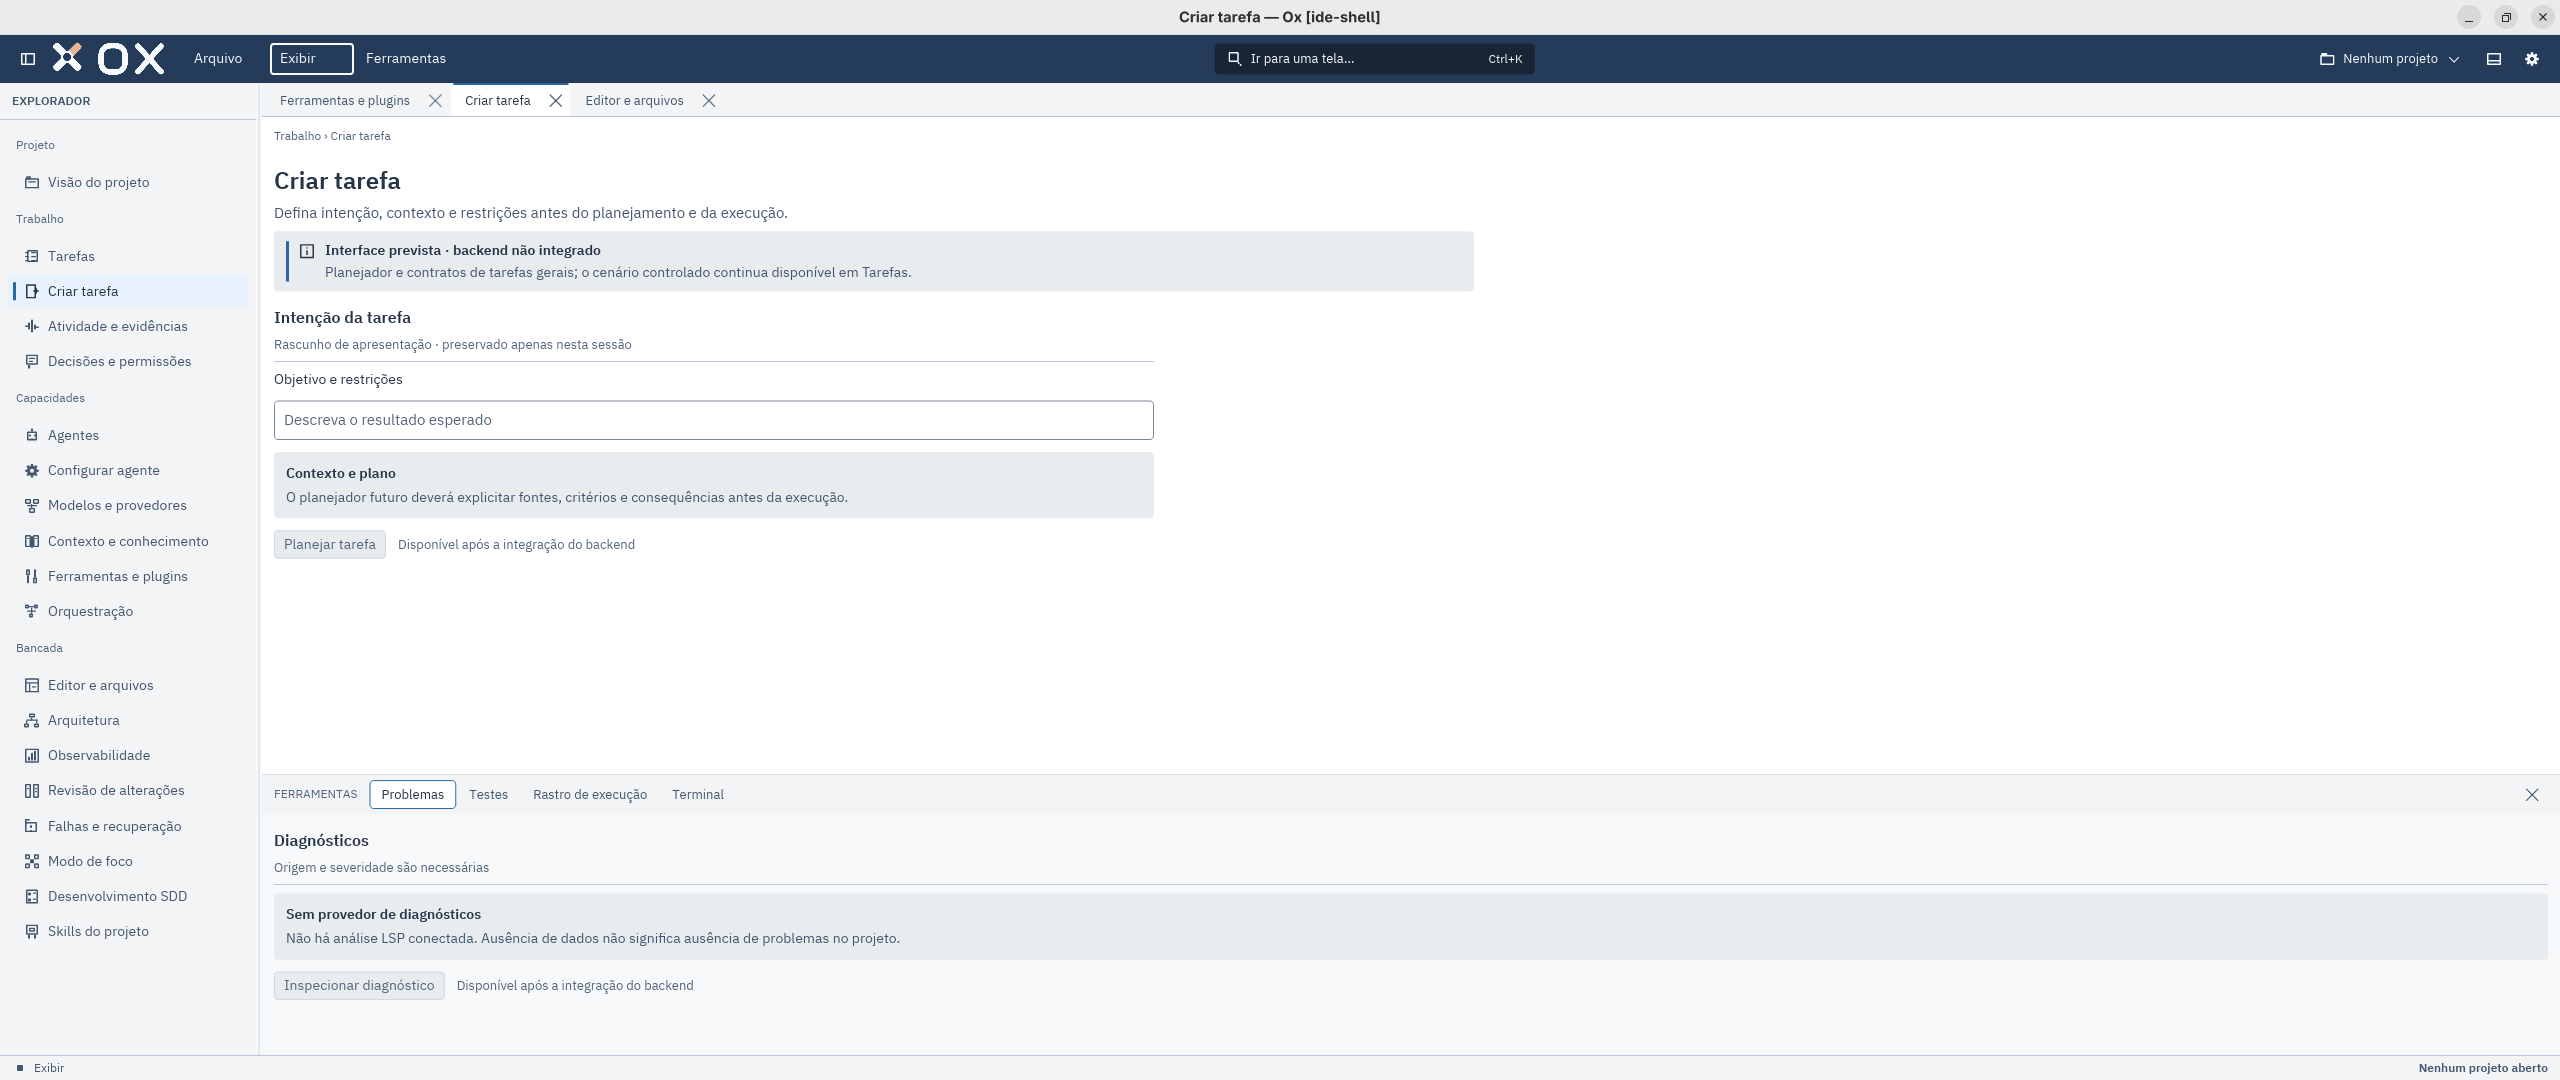 Criar tarefa — Ox [ide-shell]
OX
Arquivo
Exibir
Ferramentas
Ir para uma tela...
Ctrl+K
Nenhum projeto
EXPLORADOR
Projeto
Visão do projeto
Trabalho
Tarefas
Criar tarefa
Atividade e evidências
Decisões e permissões
Capacidades
Agentes
Configurar agente
Modelos e provedores
Contexto e conhecimento
Ferramentas e plugins
Orquestração
Bancada
Editor e arquivos
Arquitetura
Observabilidade
Revisão de alterações
Falhas e recuperação
Modo de foco
Desenvolvimento SDD
Skills do projeto
Ferramentas e plugins
Criar tarefa
Editor e arquivos
Trabalho › Criar tarefa
Criar tarefa
Defina intenção, contexto e restrições antes do planejamento e da execução.
Interface prevista · backend não integrado
Planejador e contratos de tarefas gerais; o cenário controlado continua disponível em Tarefas.
Intenção da tarefa
Rascunho de apresentação · preservado apenas nesta sessão
Objetivo e restrições
Descreva o resultado esperado
Contexto e plano
O planejador futuro deverá explicitar fontes, critérios e consequências antes da execução.
Planejar tarefa
Disponível após a integração do backend
FERRAMENTAS
Problemas
Testes
Rastro de execução
Terminal
Diagnósticos
Origem e severidade são necessárias
Sem provedor de diagnósticos
Não há análise LSP conectada. Ausência de dados não significa ausência de problemas no projeto.
Inspecionar diagnóstico
Disponível após a integração do backend
Exibir
Nenhum projeto aberto